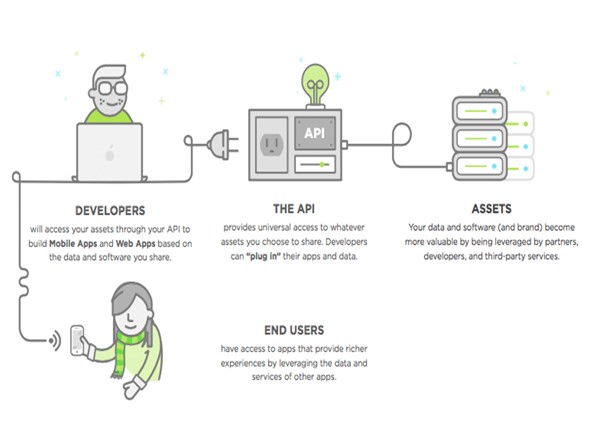 API
DEVELOPERS
will access your assets through your API to
build Mobile Apps and Web Apps based on
the data and software you share.
THE API
provides universal access to whatever
assets you choose to share. Developers
can "plug in" their apps and data.
ASSETS
Your data and software (and brand) become
more valuable by being leveraged by partners,
developers, and third-party services.
END USERS
have access to apps that provide richer
experiences by leveraging the data and
services of other apps.